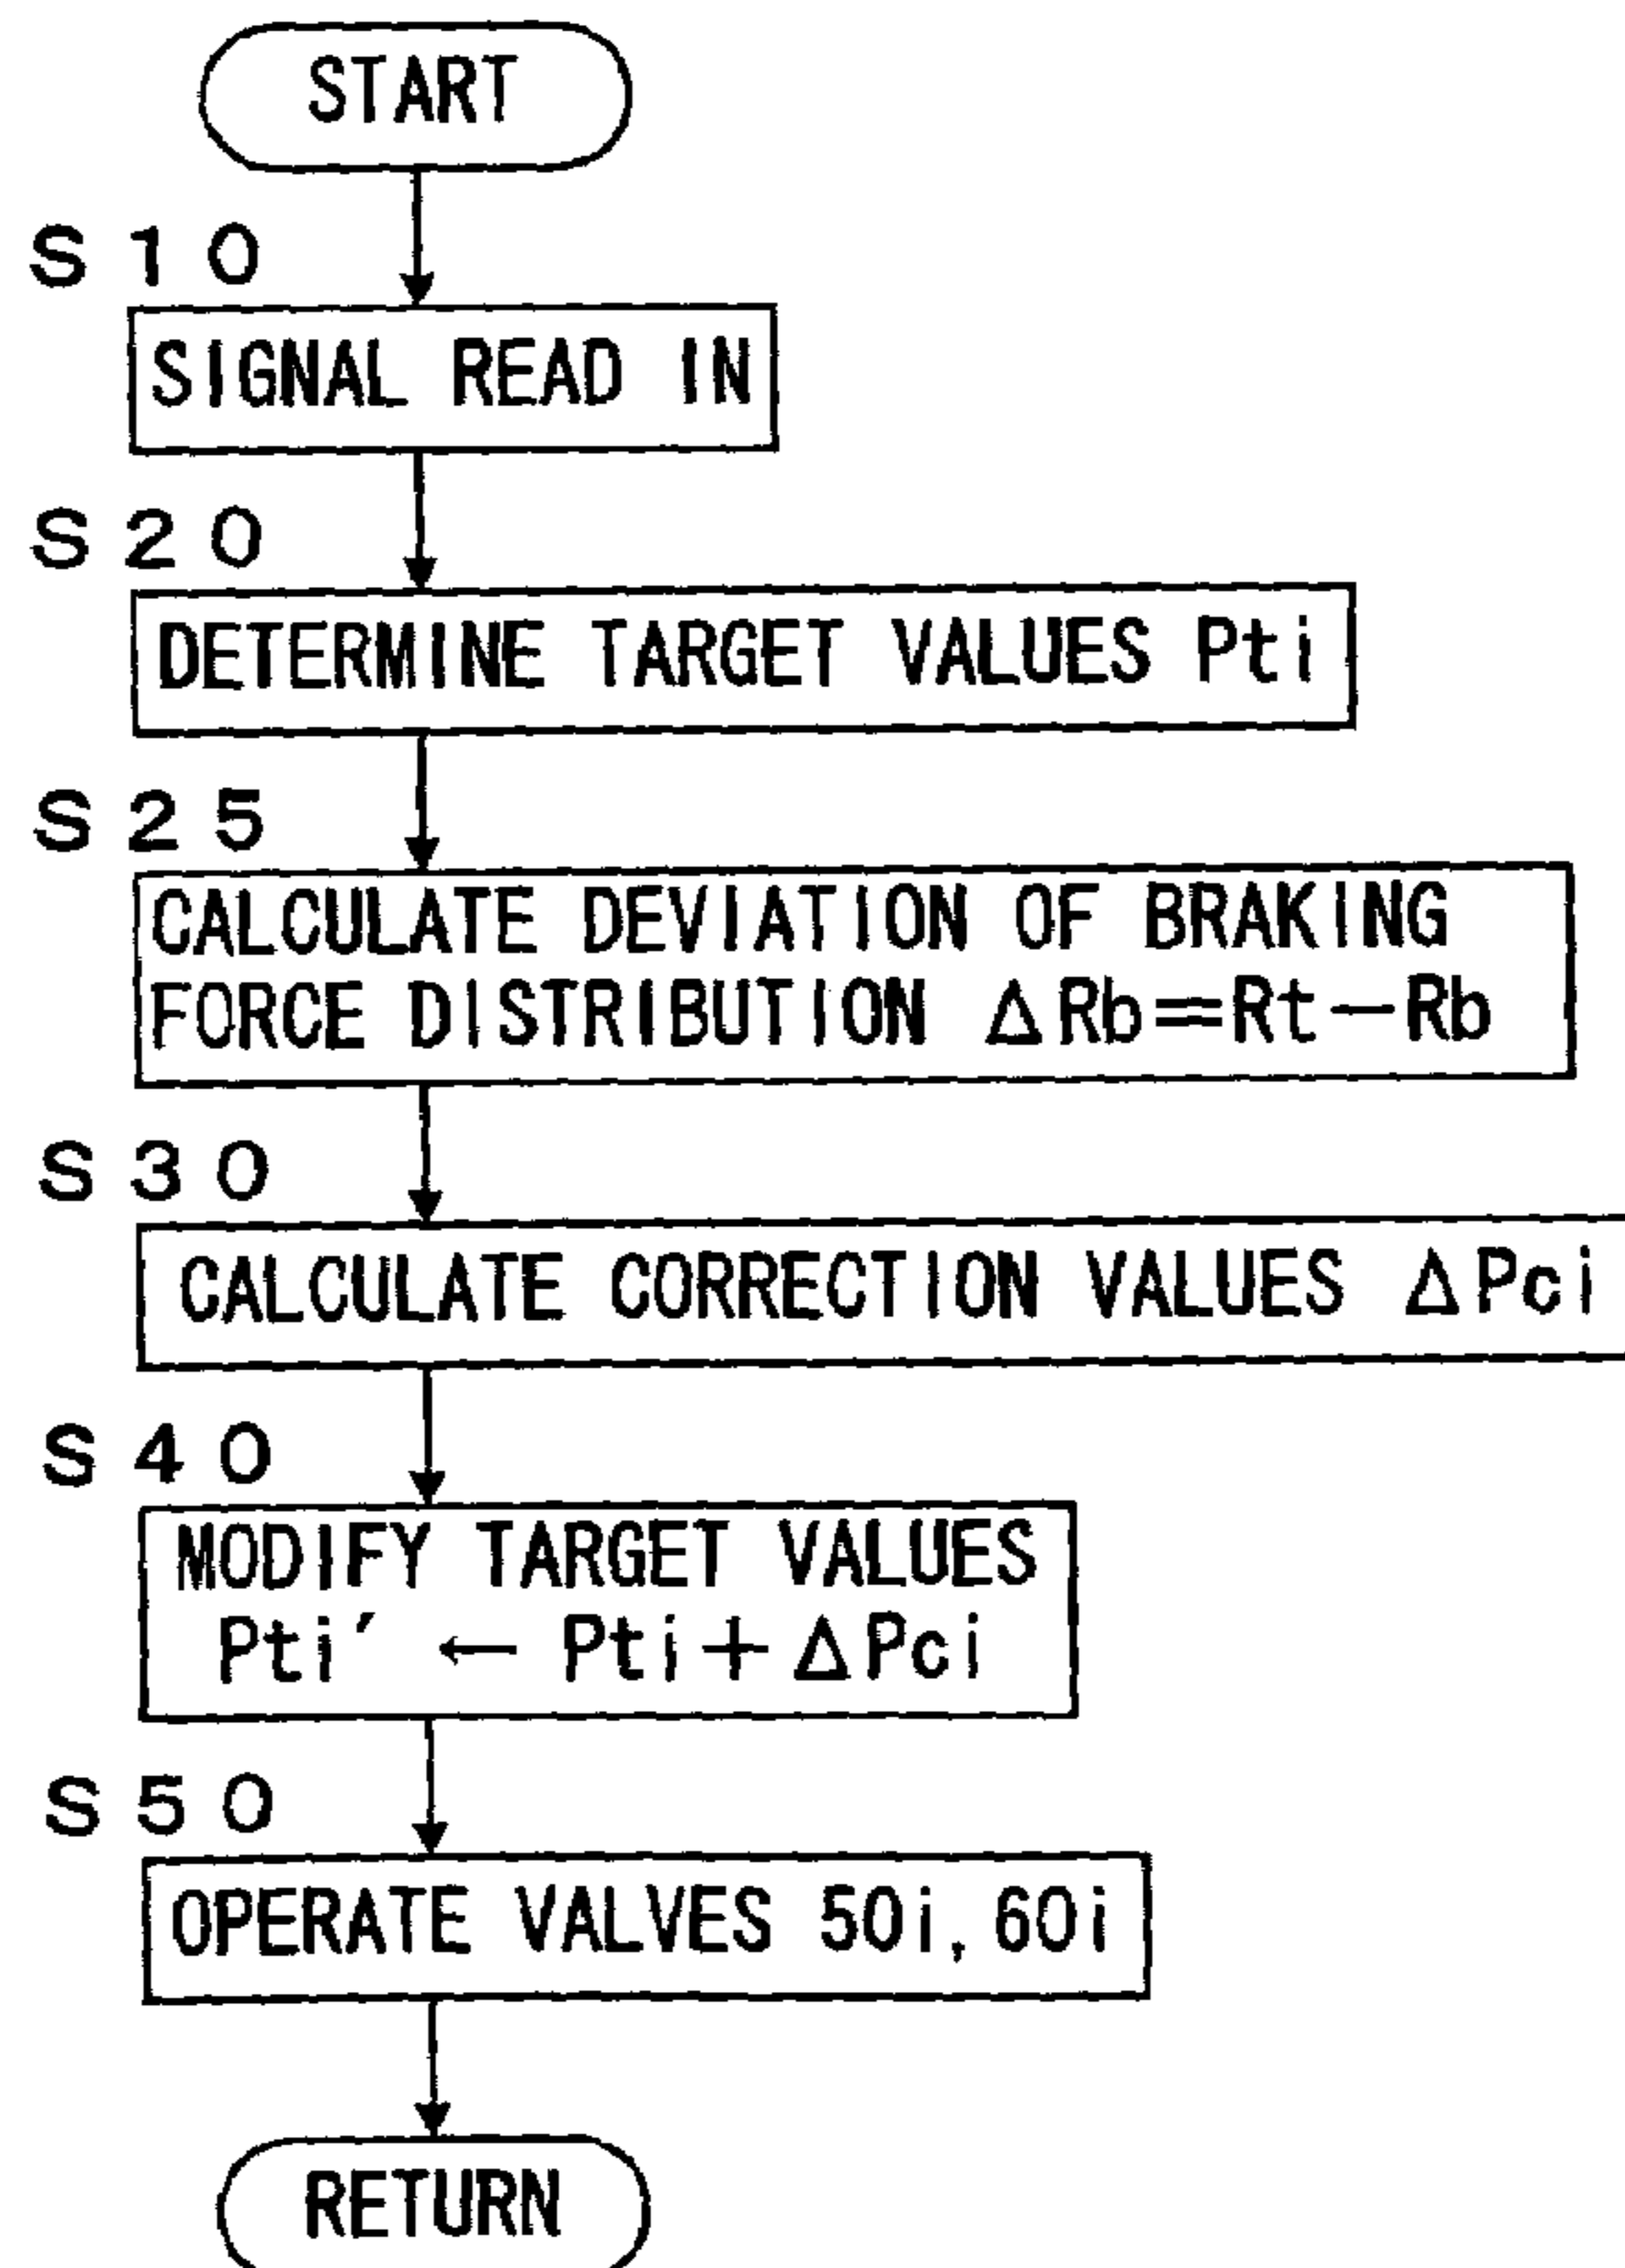 START
S10
SIGNAL READ IN
S20
DETERMINE TARGET VALUES Pti
S25
CALCULATE DEVIATION OF BRAKING
FORCE DISTRIBUTION ΔRb=Rt-Rb
S30
CALCULATE CORRECTION VALUES ΔPci
S40
MODIFY TARGET VALUES
Pti′ ← Pti+ΔPci
S50
OPERATE VALVES 50i, 60i
RETURN